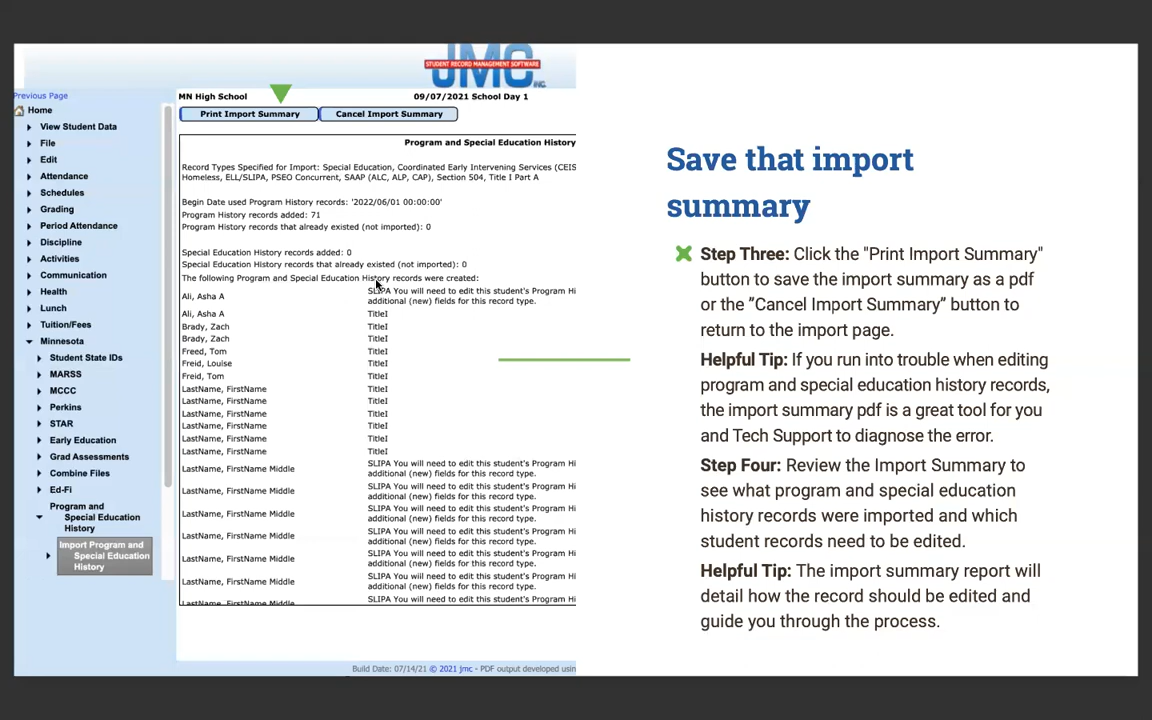 JMC
STUDENT RECORD MANAGEMENT SOFTWARE
INC.
Previous Page
Home
View Student Data
File
Edit
Attendance
Schedules
Grading
Period Attendance
Discipline
Activities
Communication
Health
Lunch
Tuition/Fees
Minnesota
Student State IDs
MARSS
MCCC
Perkins
STAR
Early Education
Grad Assessments
Combine Files
Ed-Fi
Program and
Special Education
History
Import Program and
Special Education
History
MN High School 09/07/2021 School Day 1
Print Import Summary Cancel Import Summary
Program and Special Education History
Record Types Specified for Import: Special Education, Coordinated Early Intervening Services (CEIS
Homeless, ELL/SLIPA, PSEO Concurrent, SAAP (ALC, ALP, CAP), Section 504, Title I Part A
Begin Date used Program History records: '2022/06/01 00:00:00'
Program History records added: 71
Program History records that already existed (not imported): 0
Special Education History records added: 0
Special Education History records that already existed (not imported): 0
The following Program and Special Education History records were created:
Ali, Asha A SLIPA You will need to edit this student's Program Hi
additional (new) fields for this record type.
Ali, Asha A TitleI
Brady, Zach TitleI
Brady, Zach TitleI
Freed, Tom TitleI
Freid, Louise TitleI
Freid, Tom TitleI
LastName, FirstName TitleI
LastName, FirstName TitleI
LastName, FirstName TitleI
LastName, FirstName TitleI
LastName, FirstName TitleI
LastName, FirstName TitleI
LastName, FirstName Middle SLIPA You will need to edit this student's Program Hi
additional (new) fields for this record type.
LastName, FirstName Middle SLIPA You will need to edit this student's Program Hi
additional (new) fields for this record type.
LastName, FirstName Middle SLIPA You will need to edit this student's Program Hi
additional (new) fields for this record type.
LastName, FirstName Middle SLIPA You will need to edit this student's Program Hi
additional (new) fields for this record type.
LastName, FirstName Middle SLIPA You will need to edit this student's Program Hi
additional (new) fields for this record type.
LastName, FirstName Middle SLIPA You will need to edit this student's Program Hi
additional (new) fields for this record type.
LastName, FirstName Middle SLIPA You will need to edit this student's Program Hi
Build Date: 07/14/21 © 2021 jmc - PDF output developed usin
Save that import
summary
Step Three: Click the "Print Import Summary"
button to save the import summary as a pdf
or the ”Cancel Import Summary” button to
return to the import page.
Helpful Tip: If you run into trouble when editing
program and special education history records,
the import summary pdf is a great tool for you
and Tech Support to diagnose the error.
Step Four: Review the Import Summary to
see what program and special education
history records were imported and which
student records need to be edited.
Helpful Tip: The import summary report will
detail how the record should be edited and
guide you through the process.